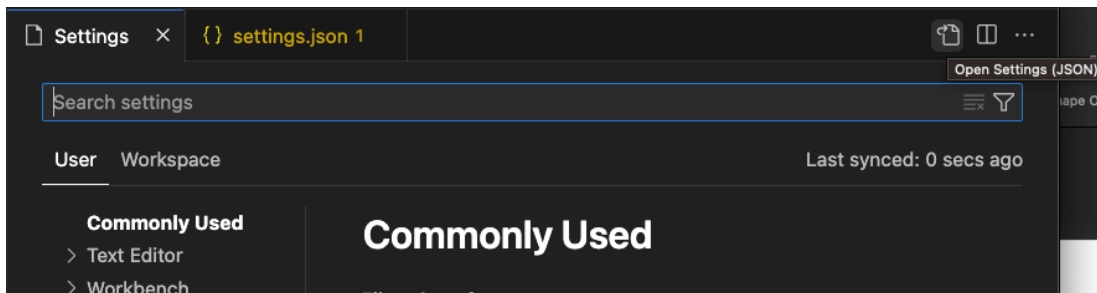 Settings
{} settings.json 1
Open Settings (JSON)
Search settings
User Workspace
Last synced: 0 secs ago
Commonly Used
Text Editor
Workbench
Commonly Used